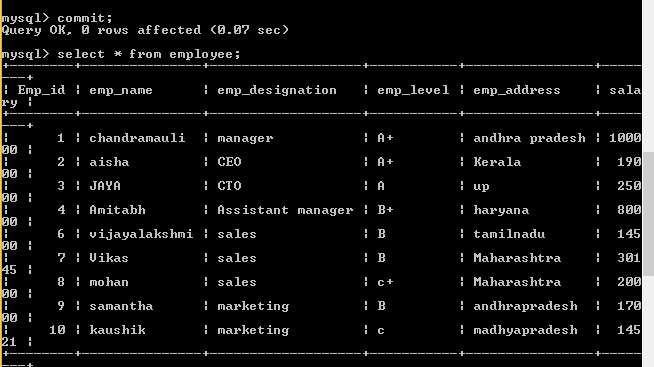 mysql> commit;
Query OK, 0 rows affected (0.07 sec)
mysql> select * from employee;
+--------+---------------+-------------------+-----------+----------------+-----
---+
| Emp_id | emp_name | emp_designation | emp_level | emp_address | sala
ry |
+--------+---------------+-------------------+-----------+----------------+-----
---+
| 1 | chandramauli | manager | A+ | andhra pradesh | 1000
00 |
| 2 | aisha | CEO | A+ | Kerala | 190
00 |
| 3 | JAYA | CTO | A | up | 250
00 |
| 4 | Amitabh | Assistant manager | B+ | haryana | 800
00 |
| 6 | vijayalakshmi | sales | B | tamilnadu | 145
00 |
| 7 | Vikas | sales | B | Maharashtra | 301
45 |
| 8 | mohan | sales | c+ | Maharashtra | 200
00 |
| 9 | samantha | marketing | B | andhrapradesh | 170
00 |
| 10 | kaushik | marketing | c | madhyapradesh | 145
21 |
+--------+---------------+-------------------+-----------+----------------+-----
---+